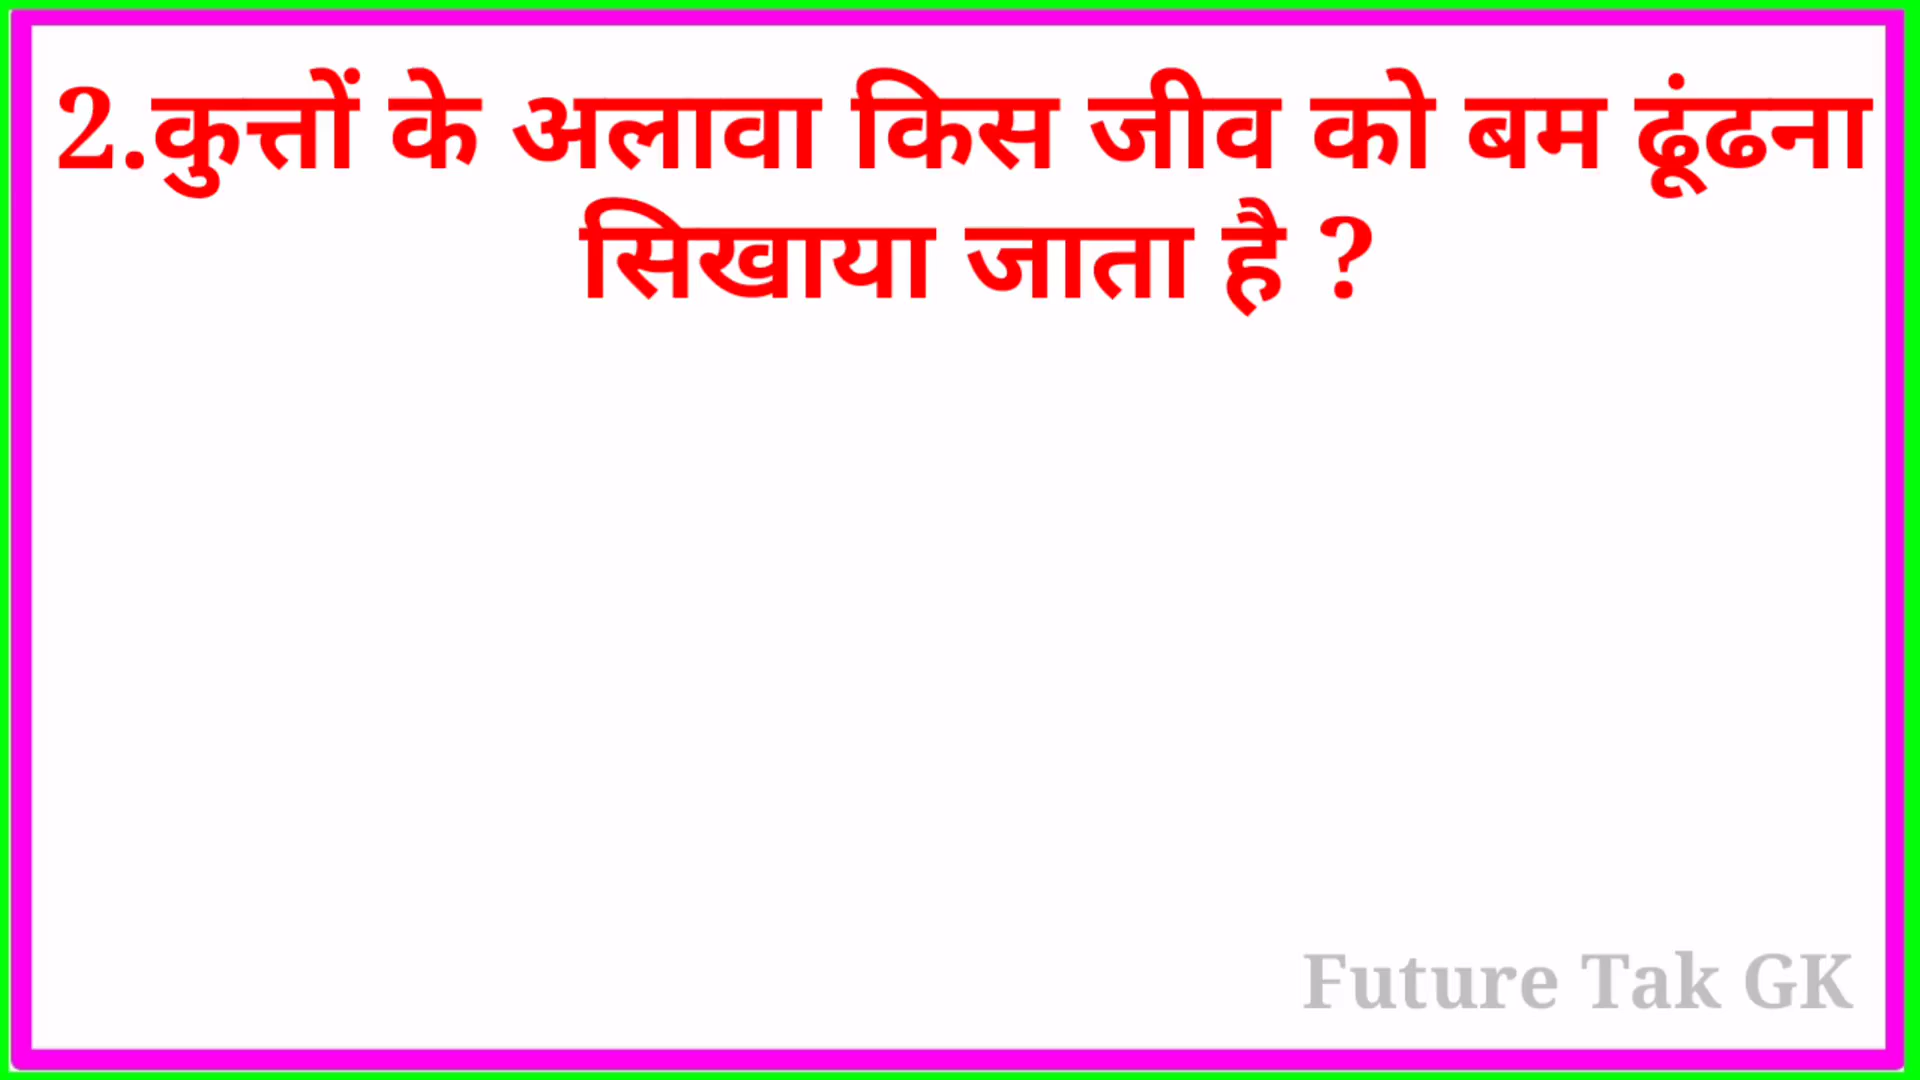 2.कुत्तों के अलावा किस जीव को बम ढूंढना
सिखाया जाता है ?
Future Tak GK